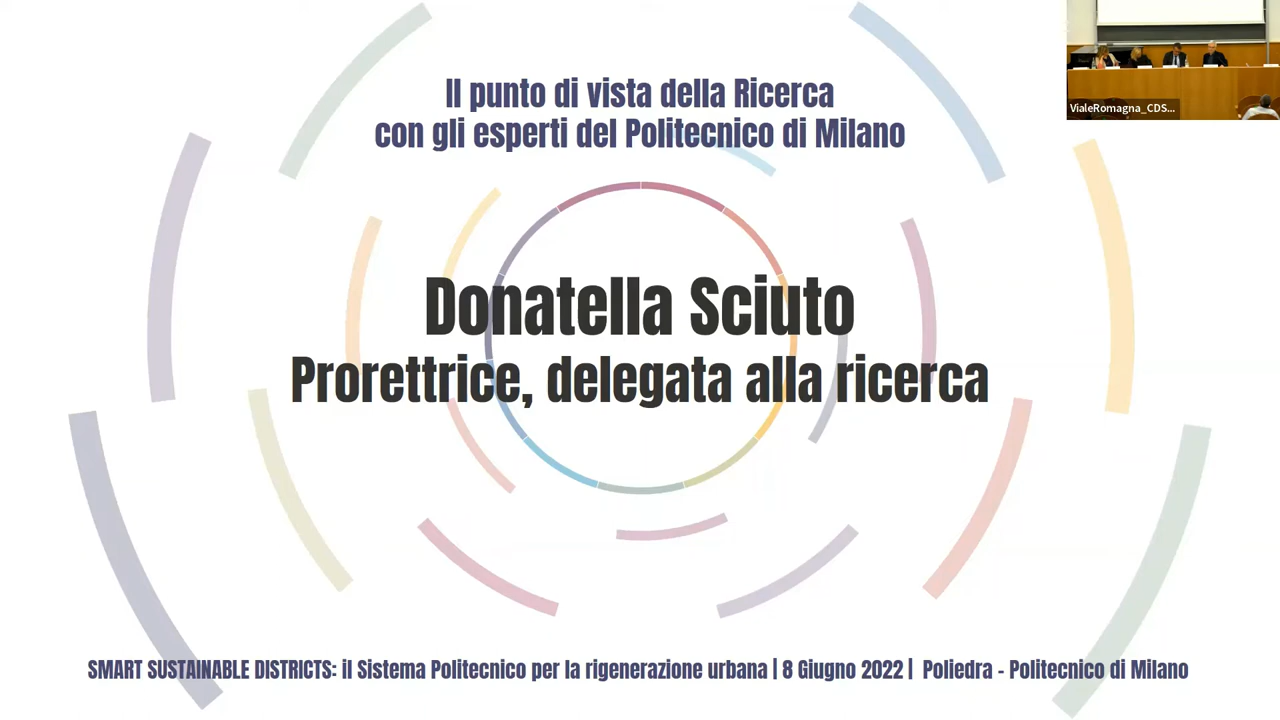 Il punto di vista della Ricerca
con gli esperti del Politecnico di Milano
ValeRomagna_CDS...
Donatella Sciuto
Prorettrice, delegata alla ricerca
SMART SUSTAINABLE DISTRICTS: il Sistema Politecnico per la rigenerazione urbana | 8 Giugno 2022 | Poliedra - Politecnico di Milano